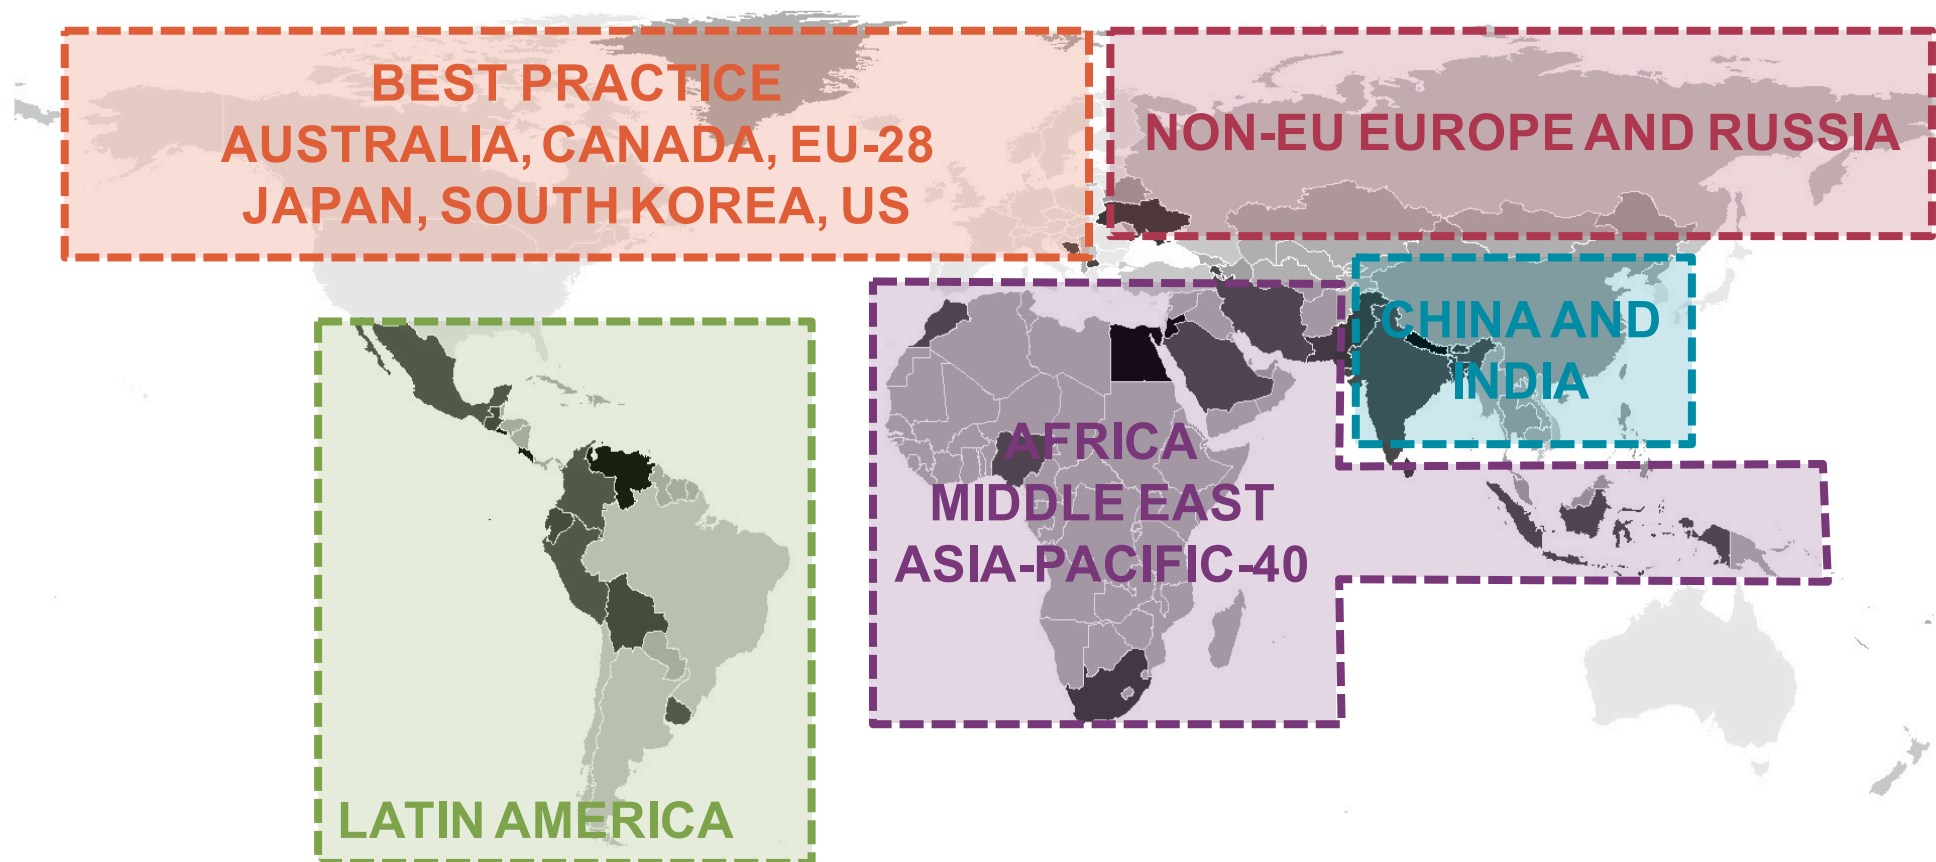 BEST PRACTICE
AUSTRALIA, CANADA, EU-28
JAPAN, SOUTH KOREA, US
NON-EU EUROPE AND RUSSIA
CHINA AND
INDIA
AFRICA
MIDDLE EAST
ASIA-PACIFIC-40
LATIN AMERICA